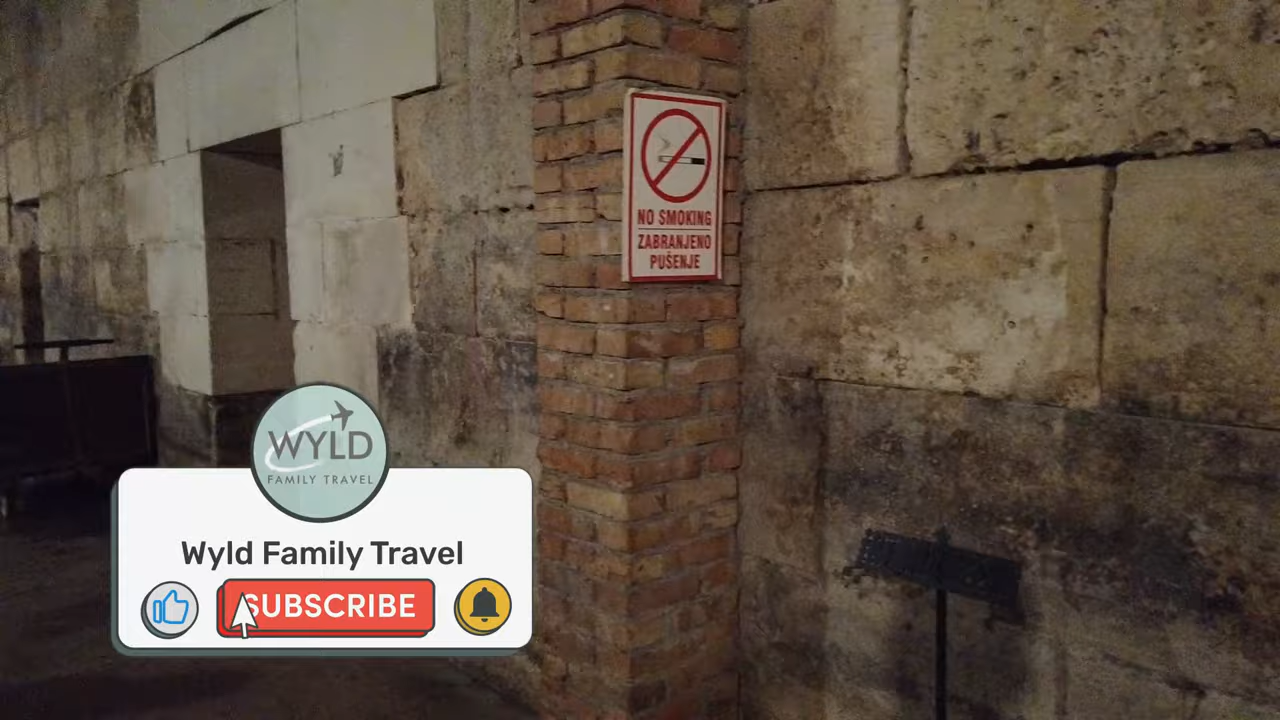 NO SMOKING
ZABRANJENO
PUŠENJE
WYLD
FAMILY TRAVEL
Wyld Family Travel
SUBSCRIBE